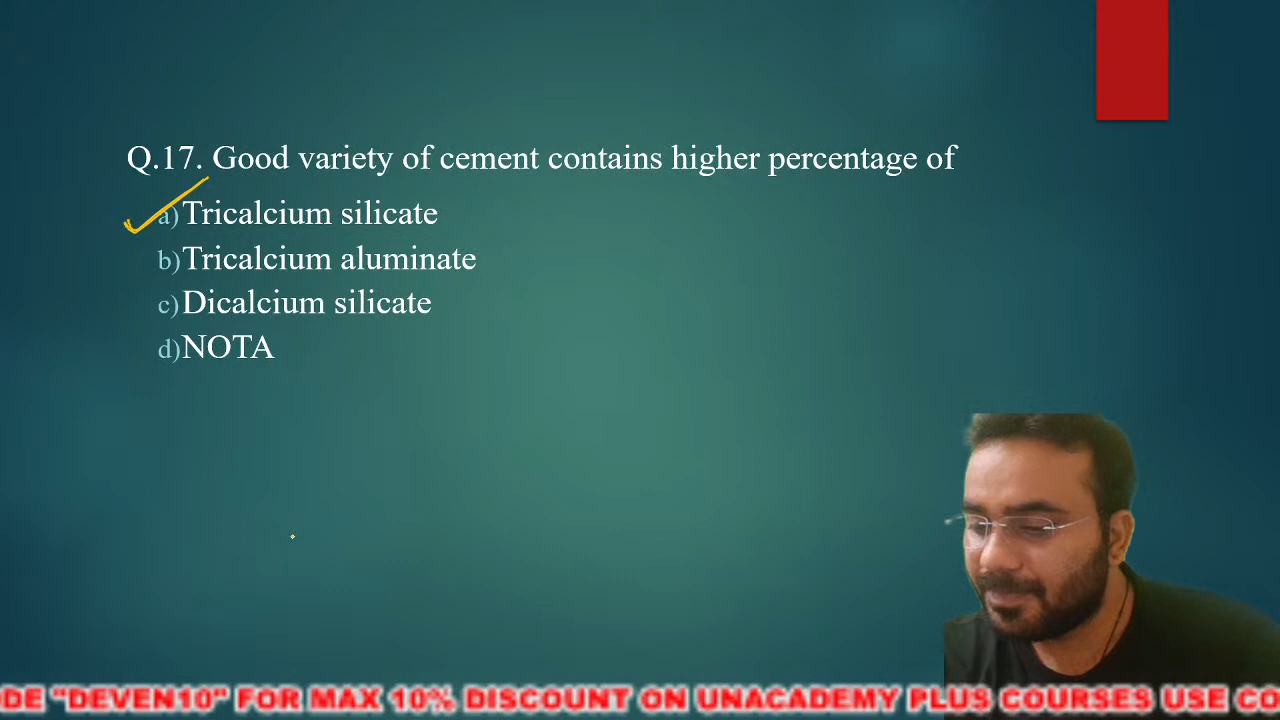 Q.17. Good variety of cement contains higher percentage of
a) Tricalcium silicate
b) Tricalcium aluminate
c) Dicalcium silicate
d) NOTA
DE "DEVEN10" FOR MAX 10% DISCOUNT ON UNACADEMY PLUS COURSES USE CO